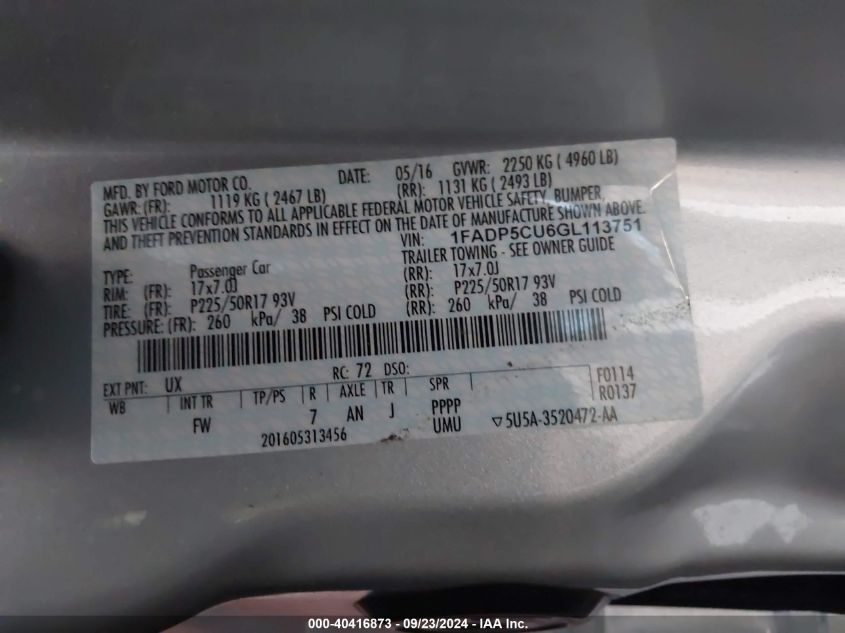 MFD. BY FORD MOTOR CO. DATE: 05/16 GVWR: 2250 KG ( 4960 LB)
GAWR: (FR): 1119 KG ( 2467 LB) (RR): 1131 KG ( 2493 LB)
THIS VEHICLE CONFORMS TO ALL APPLICABLE FEDERAL MOTOR VEHICLE SAFETY, BUMPER,
AND THEFT PREVENTION STANDARDS IN EFFECT ON THE DATE OF MANUFACTURE SHOWN ABOVE.
VIN: 1FADP5CU6GL113751
TRAILER TOWING - SEE OWNER GUIDE
TYPE: Passenger Car
RIM: (FR): 17x7.0J (RR): 17x7.0J
TIRE: (FR): P225/50R17 93V (RR): P225/50R17 93V
PRESSURE: (FR): 260 kPa/ 38 PSI COLD (RR): 260 kPa/ 38 PSI COLD
EXT PNT: UX RC: 72 DSO:
WB INT TR TP/PS R AXLE TR SPR F0114
R0137
FW 7 AN J PPPP
201605313456 UMU ▽5U5A-3520472-AA
000-40416873 / 09/23/2024 - IAA Inc.